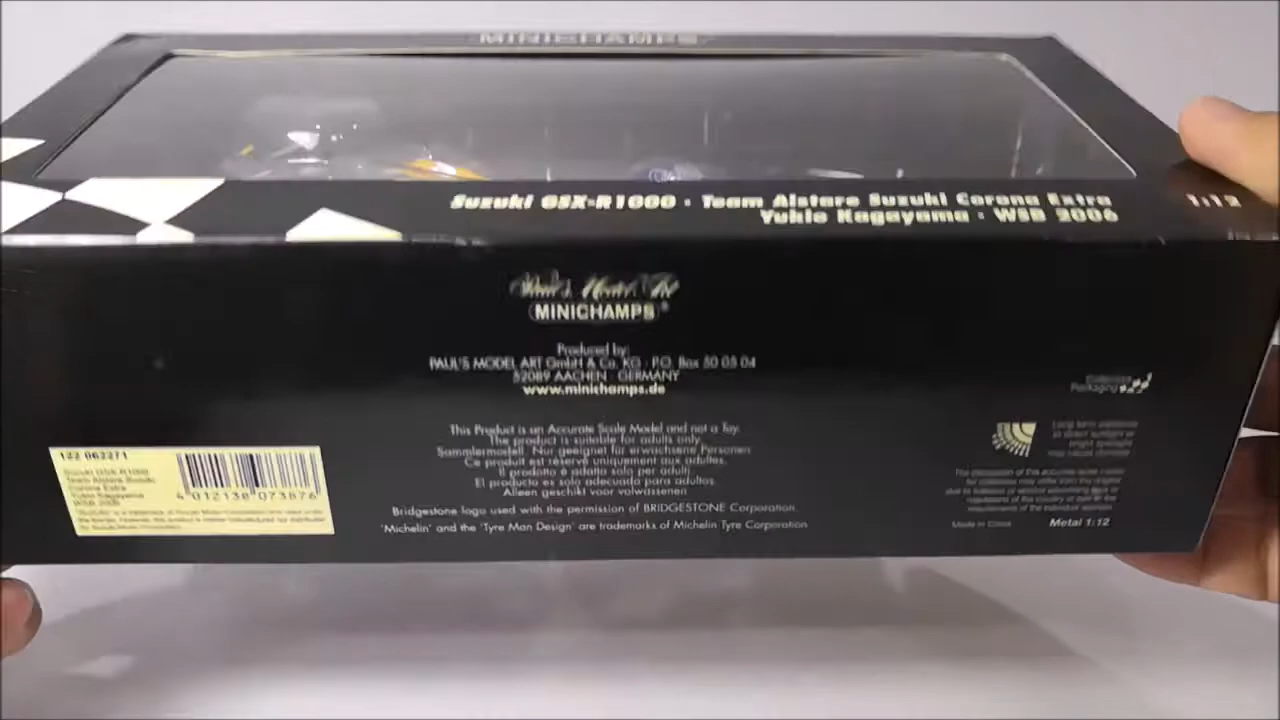 MINICHAMPS
Suzuki GSX-R1000 · Team Alstare Suzuki Corona Extra
Yukio Kagayama · WSB 2006
1:12
Paul's Model Art
MINICHAMPS®
Produced by:
PAUL'S MODEL ART GmbH & Co. KG · P.O. Box 50 05 04
52089 AACHEN · GERMANY
www.minichamps.de
This Product is an Accurate Scale Model and not a Toy.
The product is suitable for adults only.
Sammlermodell. Nur geeignet für erwachsene Personen
Ce produit est réservé uniquement aux adultes.
Il prodotto è adatto solo per adulti.
El producto es solo adecuado para adultos.
Alleen geschikt voor volwassenen
Bridgestone logo used with the permission of BRIDGESTONE Corporation.
'Michelin' and the 'Tyre Man Design' are trademarks of Michelin Tyre Corporation
122 062271
Suzuki GSX-R1000
Team Alstare Suzuki
Corona Extra
Yukio Kagayama
WSB 2006
4 012138 073876
Packaging
Made in China
Metal 1:12